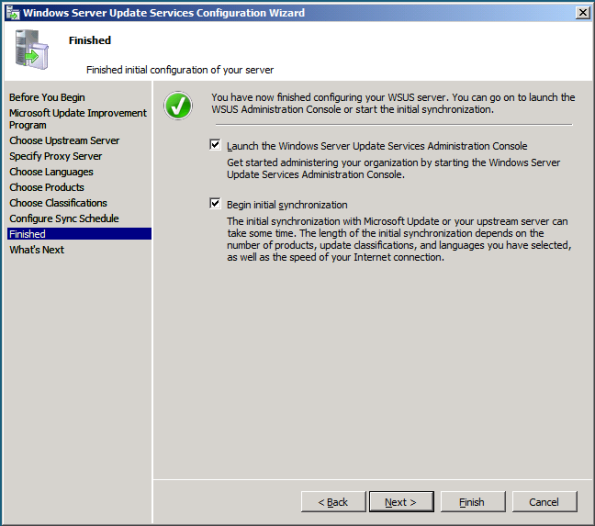 Windows Server Update Services Configuration Wizard
Finished
Finished initial configuration of your server
Before You Begin
Microsoft Update Improvement
Program
Choose Upstream Server
Specify Proxy Server
Choose Languages
Choose Products
Choose Classifications
Configure Sync Schedule
Finished
What's Next
You have now finished configuring your WSUS server. You can go on to launch the
WSUS Administration Console or start the initial synchronization.
Launch the Windows Server Update Services Administration Console
Get started administering your organization by starting the Windows Server
Update Services Administration Console.
Begin initial synchronization
The initial synchronization with Microsoft Update or your upstream server can
take some time. The length of the initial synchronization depends on the
number of products, update classifications, and languages you have selected,
as well as the speed of your Internet connection.
< Back
Next >
Finish
Cancel